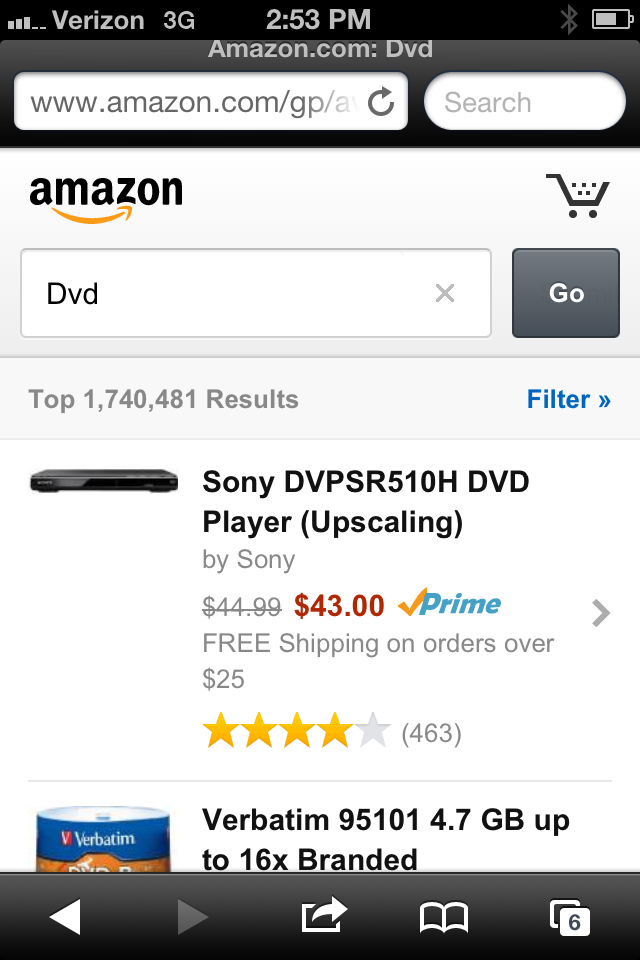 Verizon 3G 2:53 PM
Amazon.com: Dvd
www.amazon.com/gp/a Search
amazon
Dvd Go
Top 1,740,481 Results Filter »
SONY
Sony DVPSR510H DVD
Player (Upscaling)
by Sony
$44.99 $43.00 Prime
FREE Shipping on orders over
$25
(463)
Verbatim
Verbatim 95101 4.7 GB up
to 16x Branded
6